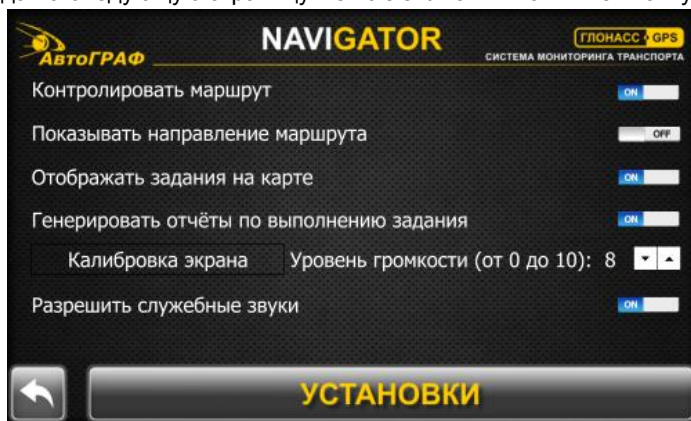 NAVIGATOR
АвтоГРАФ
ГЛОНАСС GPS
СИСТЕМА МОНИТОРИНГА ТРАНСПОРТА
Контролировать маршрут ON
Показывать направление маршрута OFF
Отображать задания на карте ON
Генерировать отчёты по выполнению задания ON
Калибровка экрана Уровень громкости (от 0 до 10): 8
Разрешить служебные звуки ON
УСТАНОВКИ